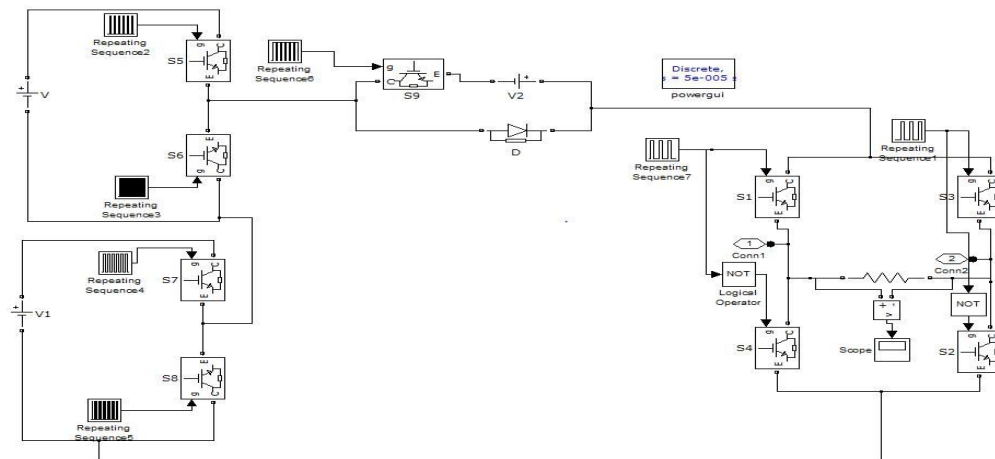 Repeating
Sequence2
g
C
S5
E
V
E
S6
g
C
Repeating
Sequence3
Repeating
Sequence4
g
C
S7
E
V1
E
S8
g
C
Repeating
Sequence5
Repeating
Sequence6
g
C
E
S9
V2
D
Discrete,
s = 5e-005 s
powergui
Repeating
Sequence7
g
C
S1
E
Repeating
Sequence1
g
C
S3
E
1
Conn1
2
Conn2
NOT
Logical
Operator
NOT
g
C
S4
E
+
-
v
Scope
g
C
S2
E